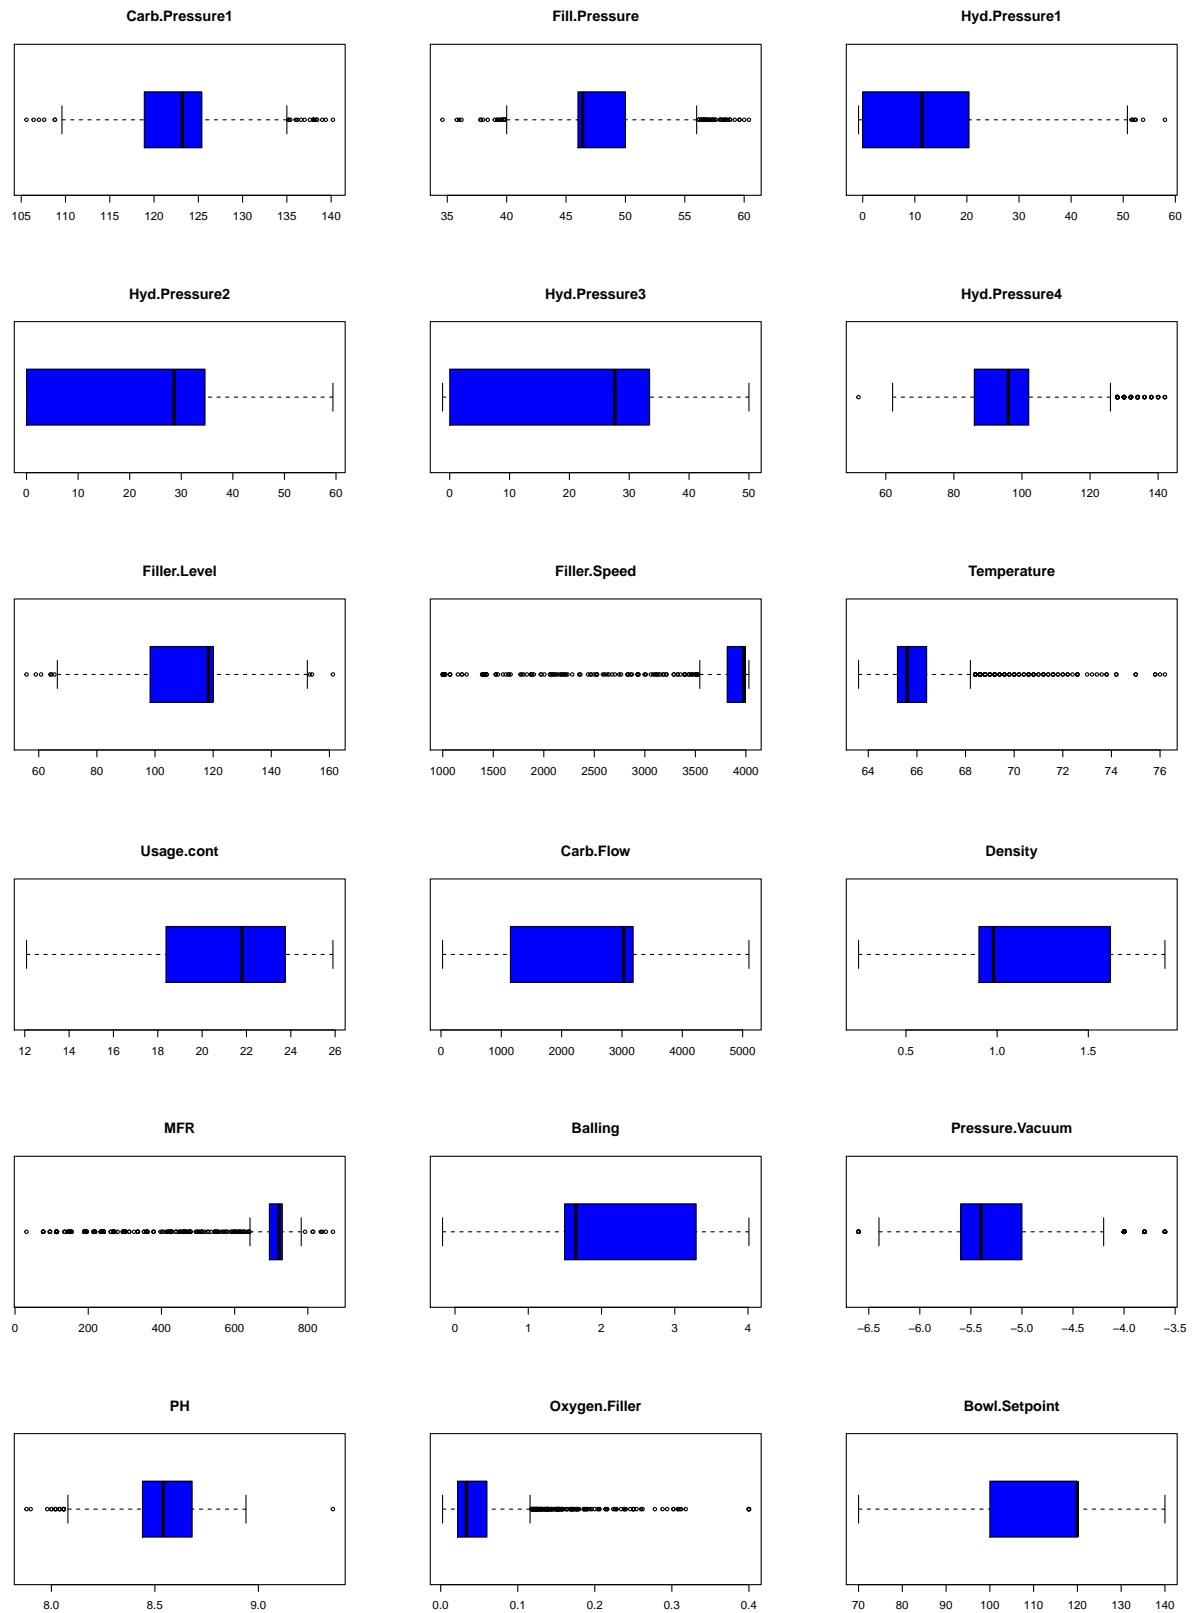 Carb.Pressure1 Fill.Pressure Hyd.Pressure1
105 110 115 120 125 130 135 140 35 40 45 50 55 60 0 10 20 30 40 50 60
Hyd.Pressure2 Hyd.Pressure3 Hyd.Pressure4
0 10 20 30 40 50 60 0 10 20 30 40 50 60 80 100 120 140
Filler.Level Filler.Speed Temperature
60 80 100 120 140 160 1000 1500 2000 2500 3000 3500 4000 64 66 68 70 72 74 76
Usage.cont Carb.Flow Density
12 14 16 18 20 22 24 26 0 1000 2000 3000 4000 5000 0.5 1.0 1.5
MFR Balling Pressure.Vacuum
0 200 400 600 800 0 1 2 3 4 −6.5 −6.0 −5.5 −5.0 −4.5 −4.0 −3.5
PH Oxygen.Filler Bowl.Setpoint
8.0 8.5 9.0 0.0 0.1 0.2 0.3 0.4 70 80 90 100 110 120 130 140